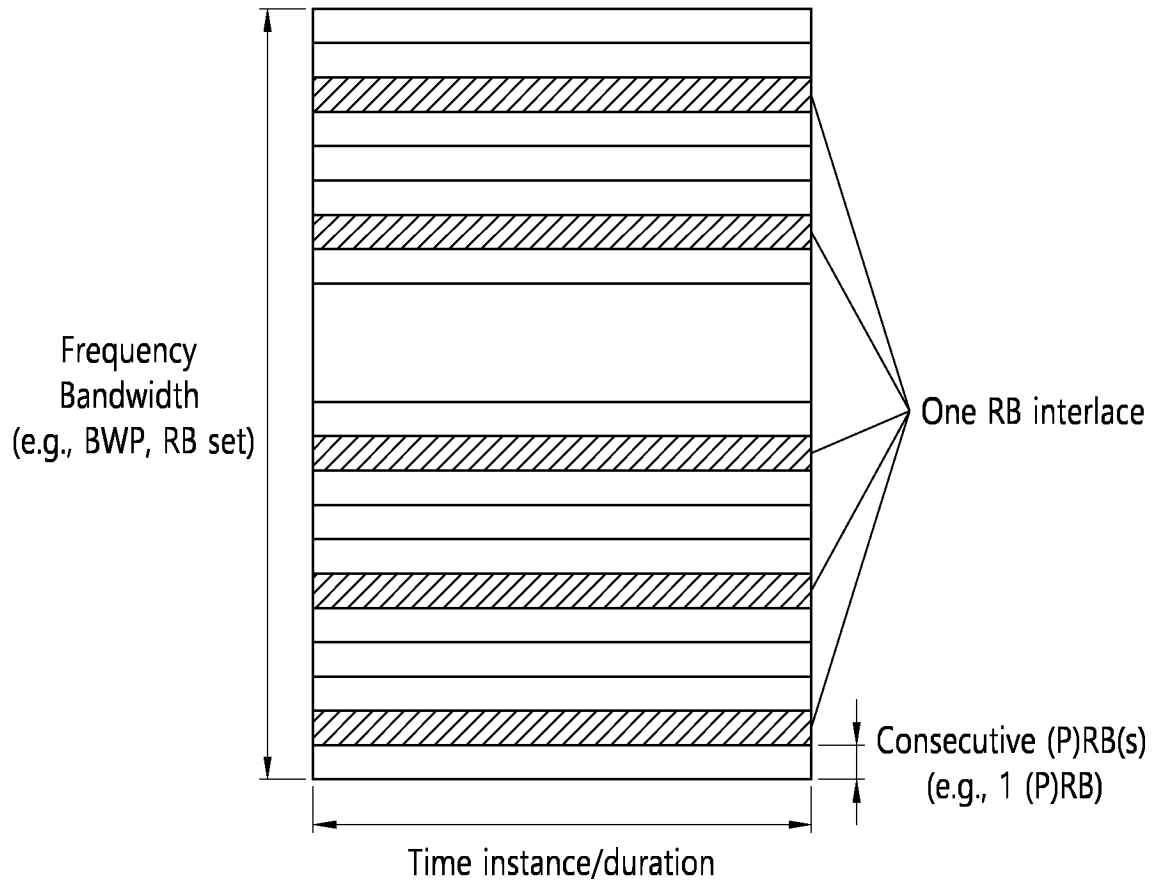 Frequency
Bandwidth
(e.g., BWP, RB set)
One RB interlace
Consecutive (P)RB(s)
(e.g., 1 (P)RB)
Time instance/duration